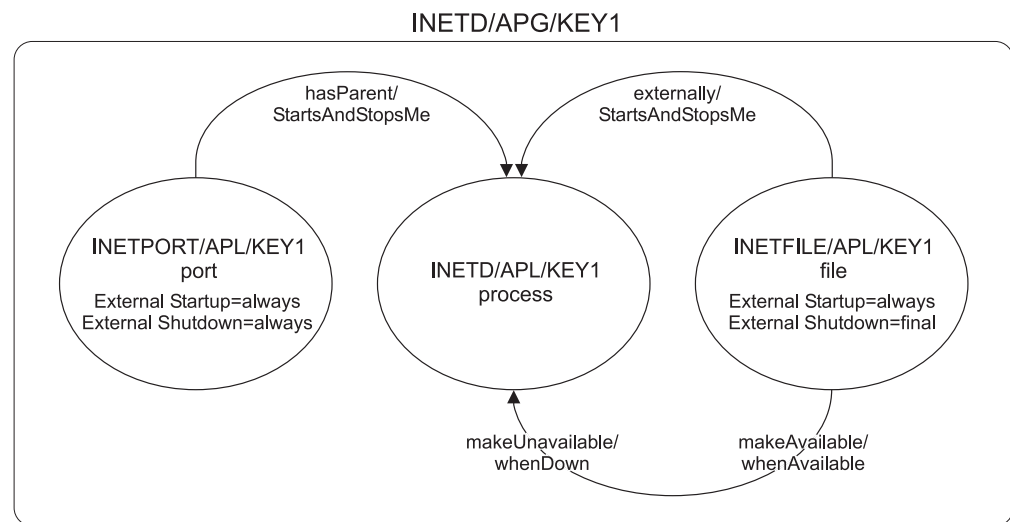 INETD/APG/KEY1
hasParent/
StartsAndStopsMe
externally/
StartsAndStopsMe
INETPORT/APL/KEY1
port
External Startup=always
External Shutdown=always
INETD/APL/KEY1
process
INETFILE/APL/KEY1
file
External Startup=always
External Shutdown=final
makeUnavailable/
whenDown
makeAvailable/
whenAvailable